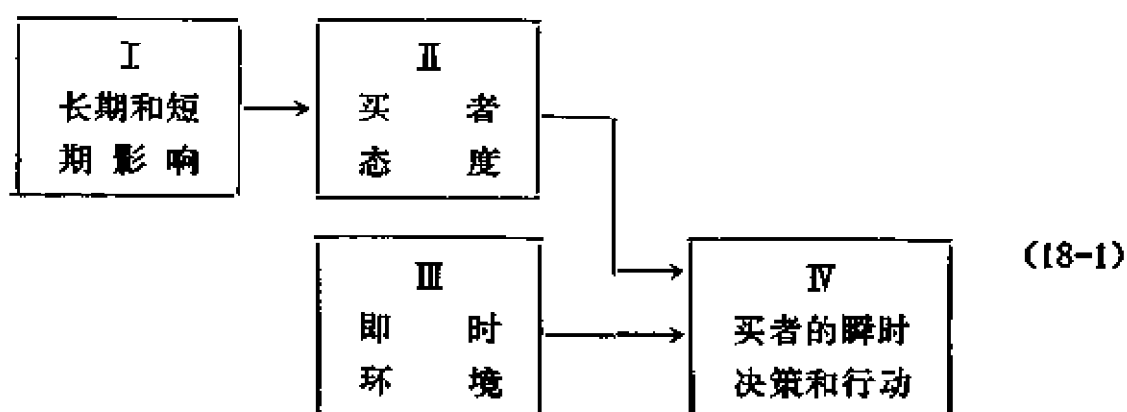 Ⅰ
长期和短
期影响
Ⅱ
买者
态度
Ⅲ
即时
环境
Ⅳ
买者的瞬时
决策和行动
(18-1)